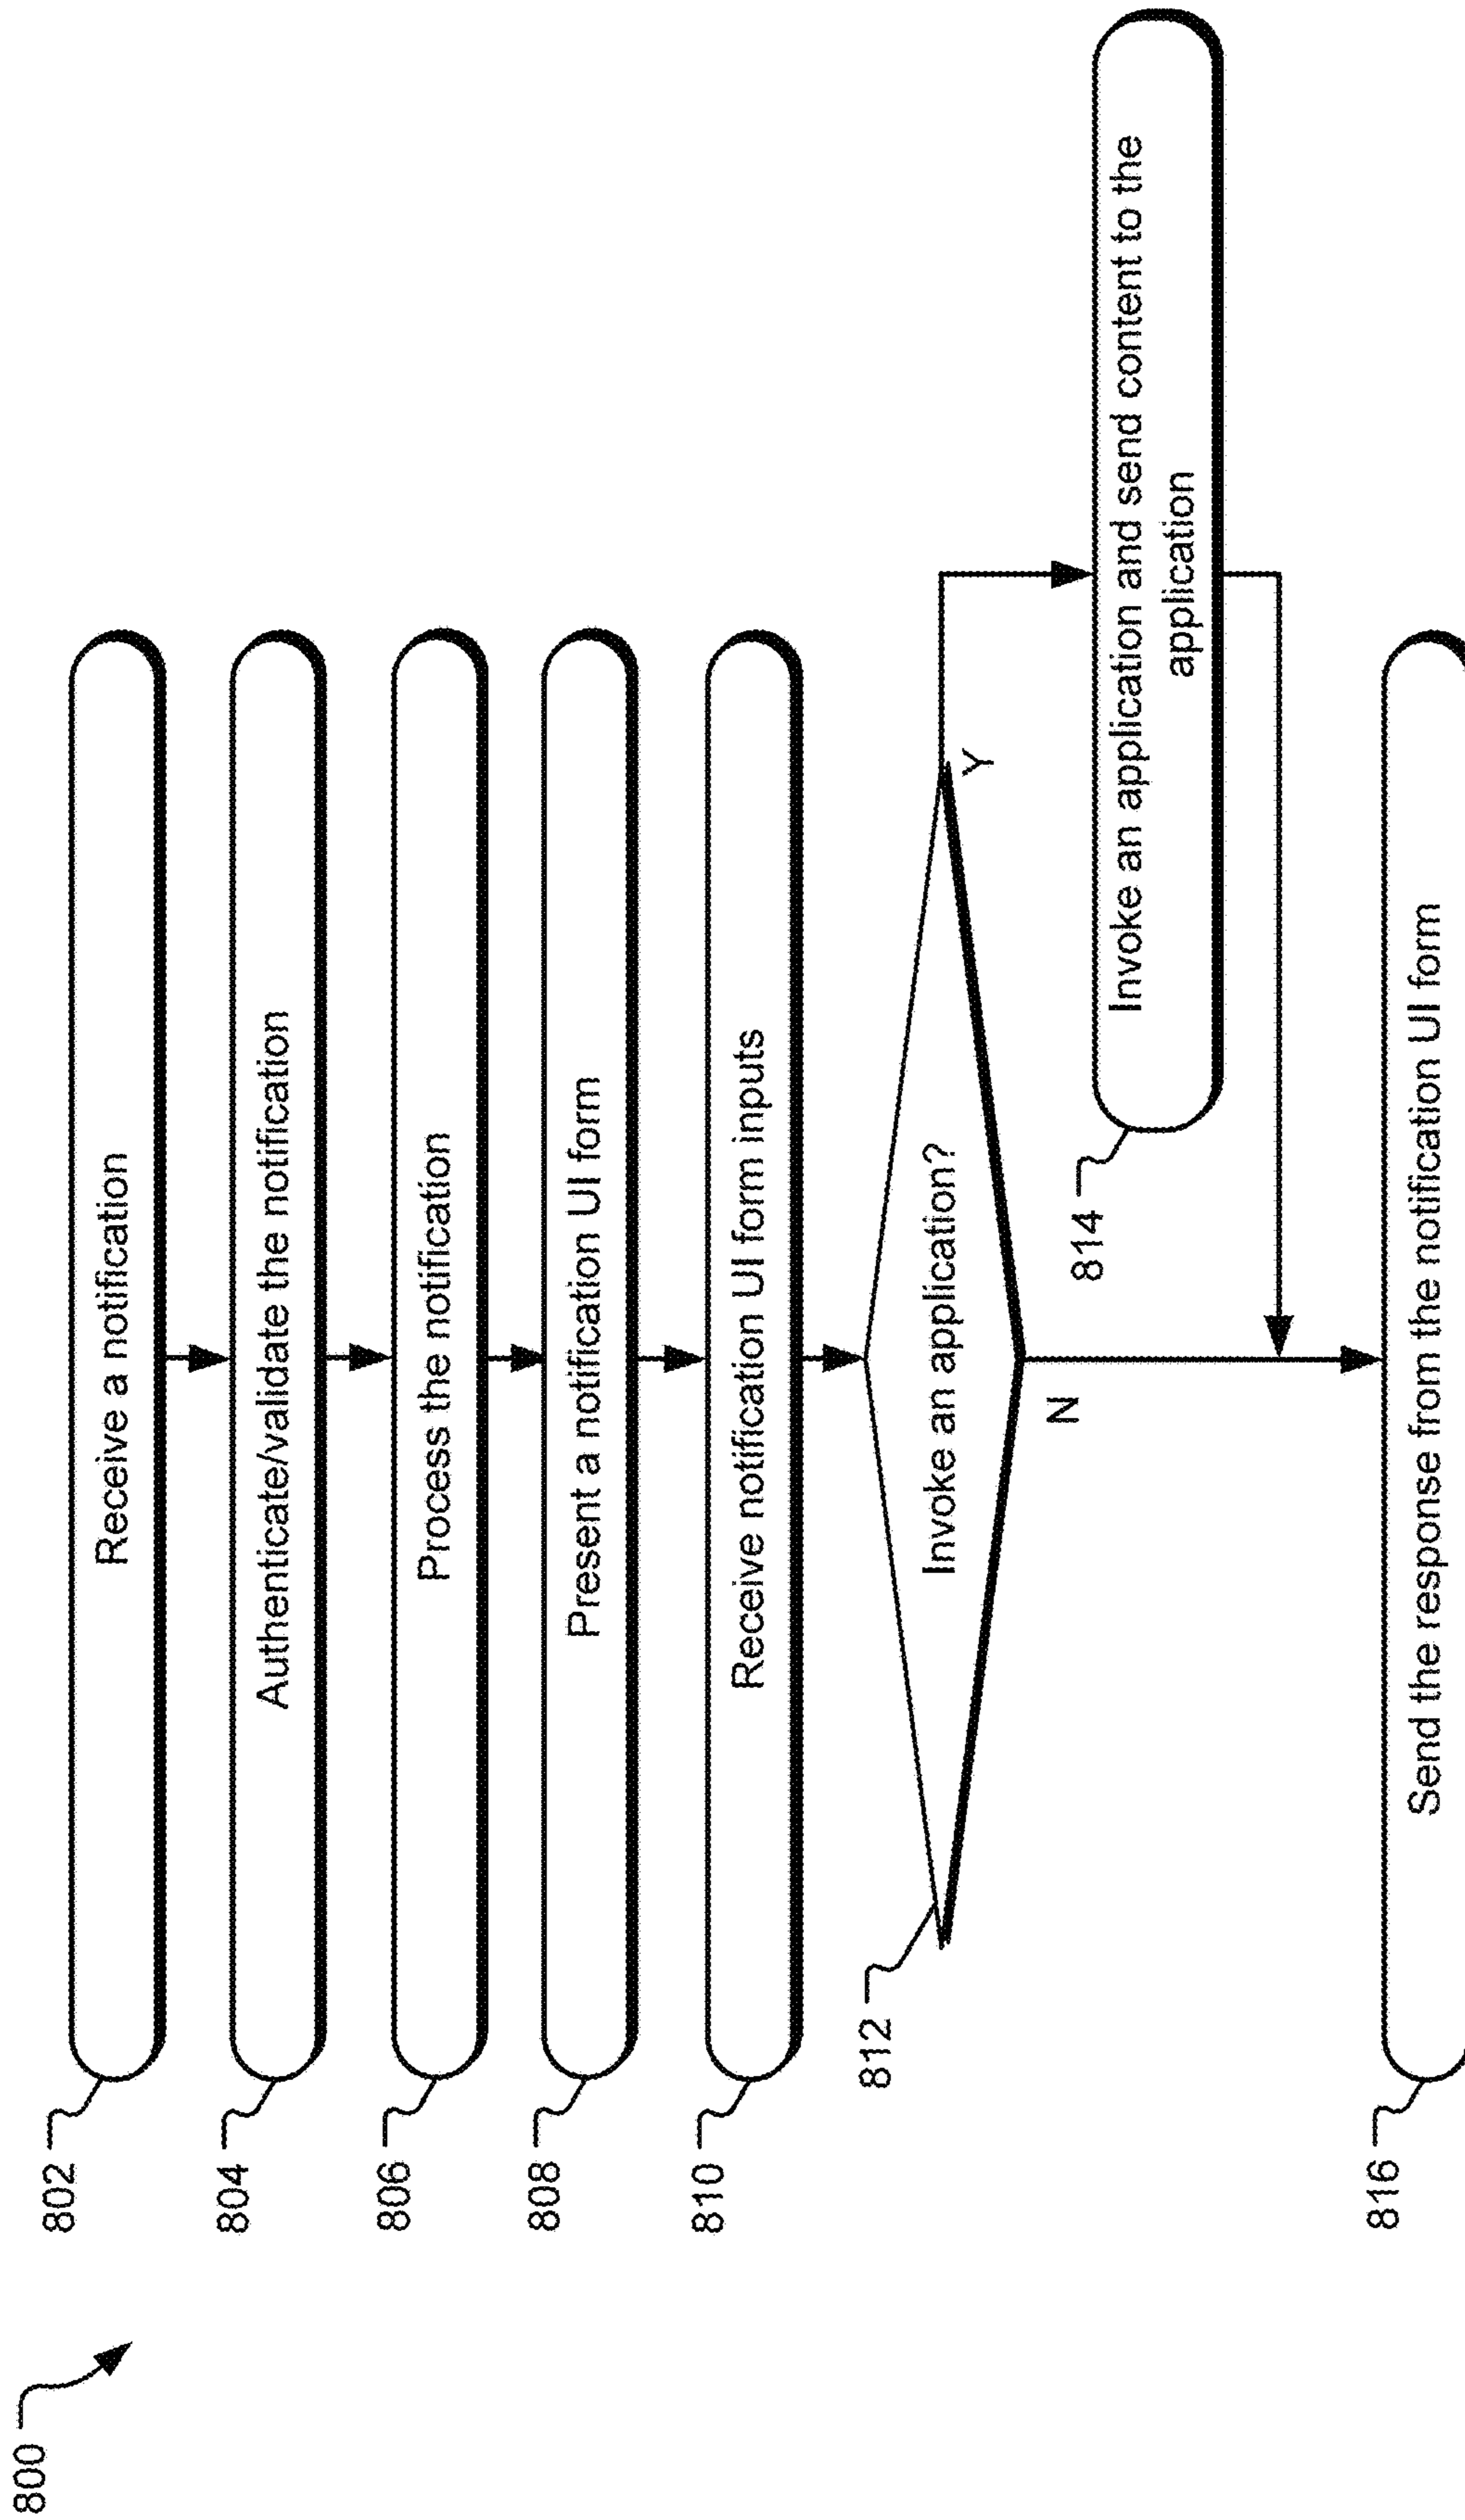 800
802
Receive a notification
804
Authenticate/validate the notification
806
Process the notification
808
Present a notification UI form
810
Receive notification UI form inputs
812
Invoke an application?
Y
N
814
Invoke an application and send content to the
application
816
Send the response from the notification UI form